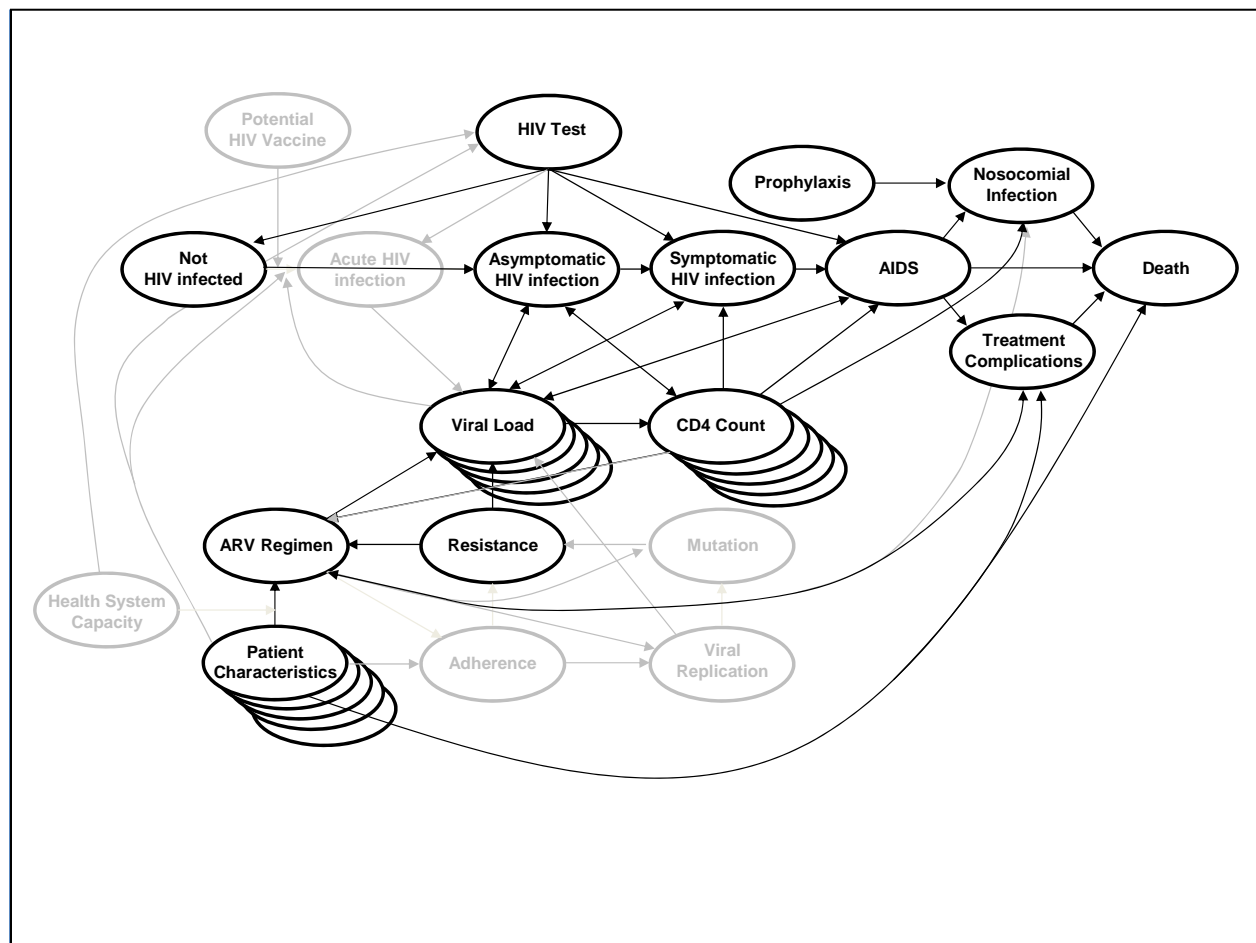 Potential
HIV Vaccine
HIV Test
Prophylaxis
Nosocomial
Infection
Not
HIV infected
Acute HIV
infection
Asymptomatic
HIV infection
Symptomatic
HIV infection
AIDS
Death
Treatment
Complications
Viral Load
CD4 Count
ARV Regimen
Resistance
Mutation
Health System
Capacity
Patient
Characteristics
Adherence
Viral
Replication